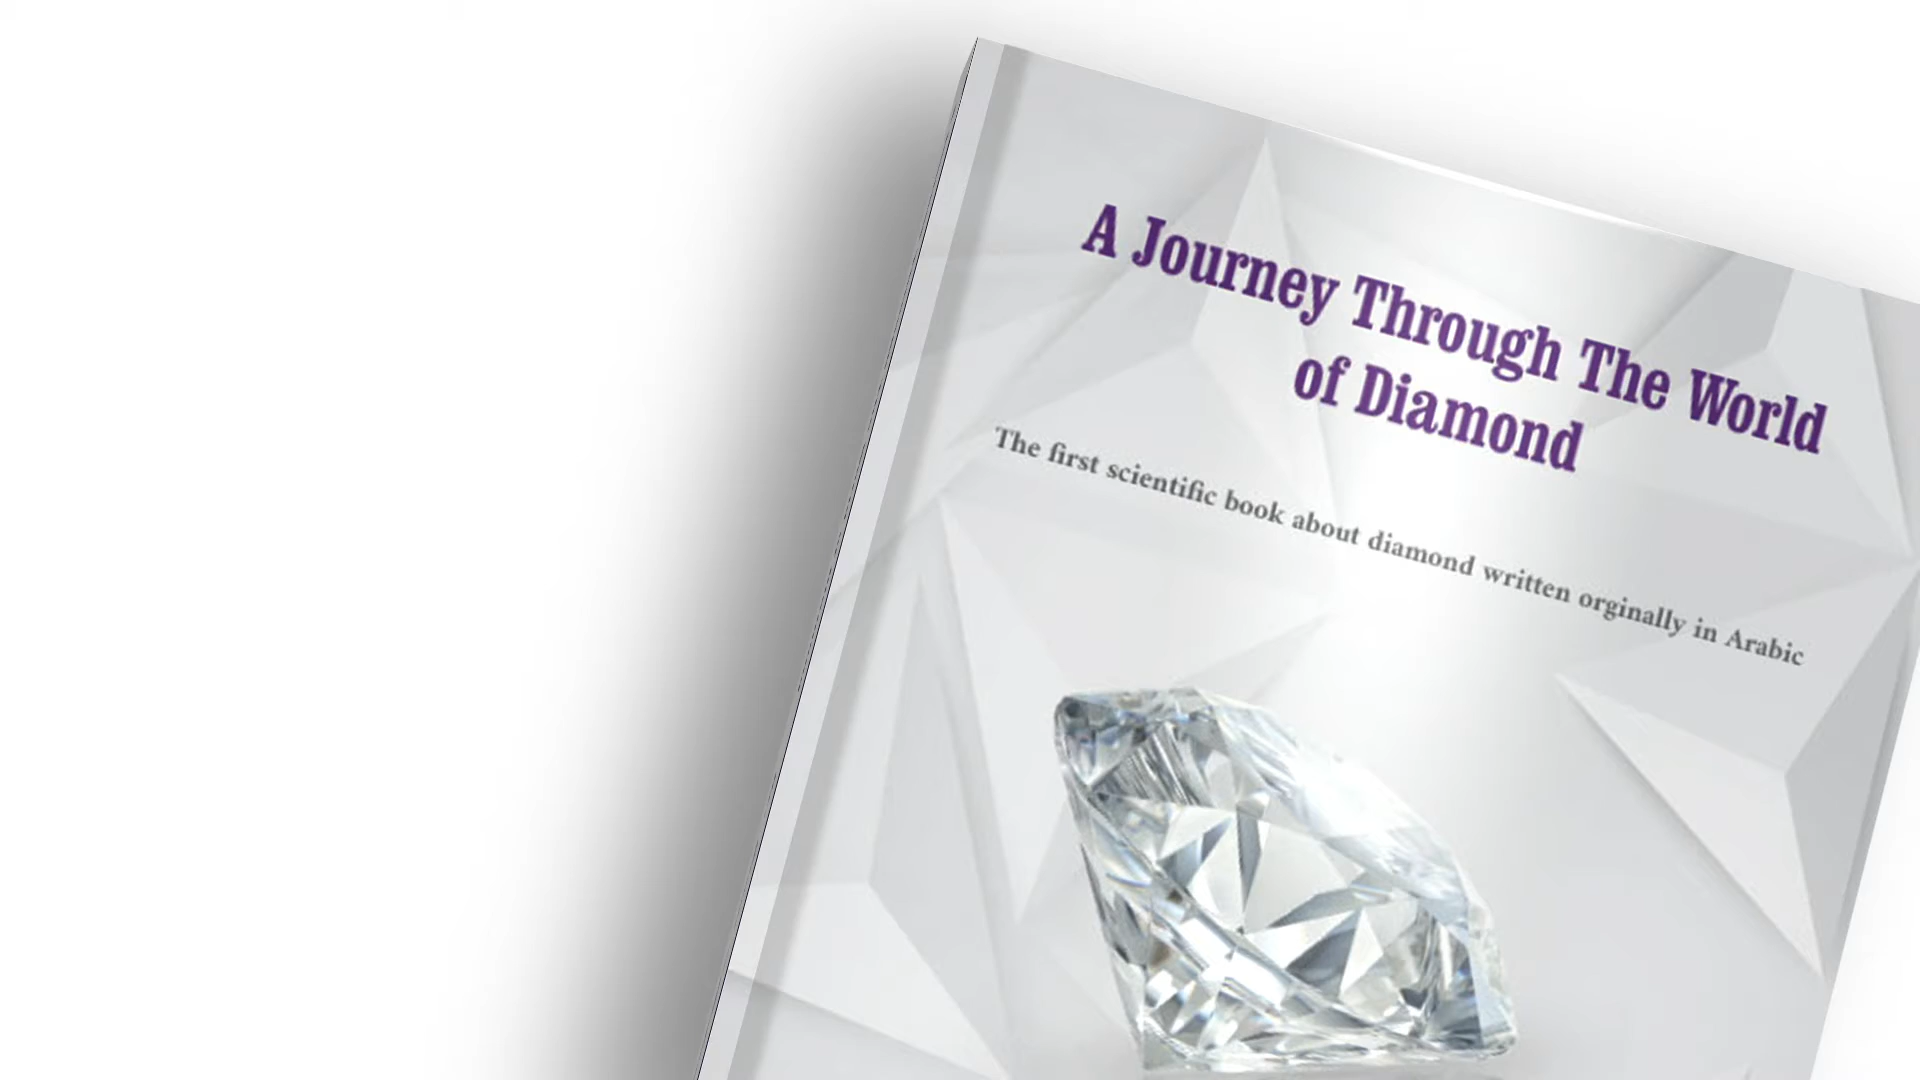 A Journey Through The World
of Diamond
The first scientific book about diamond written orginally in Arabic